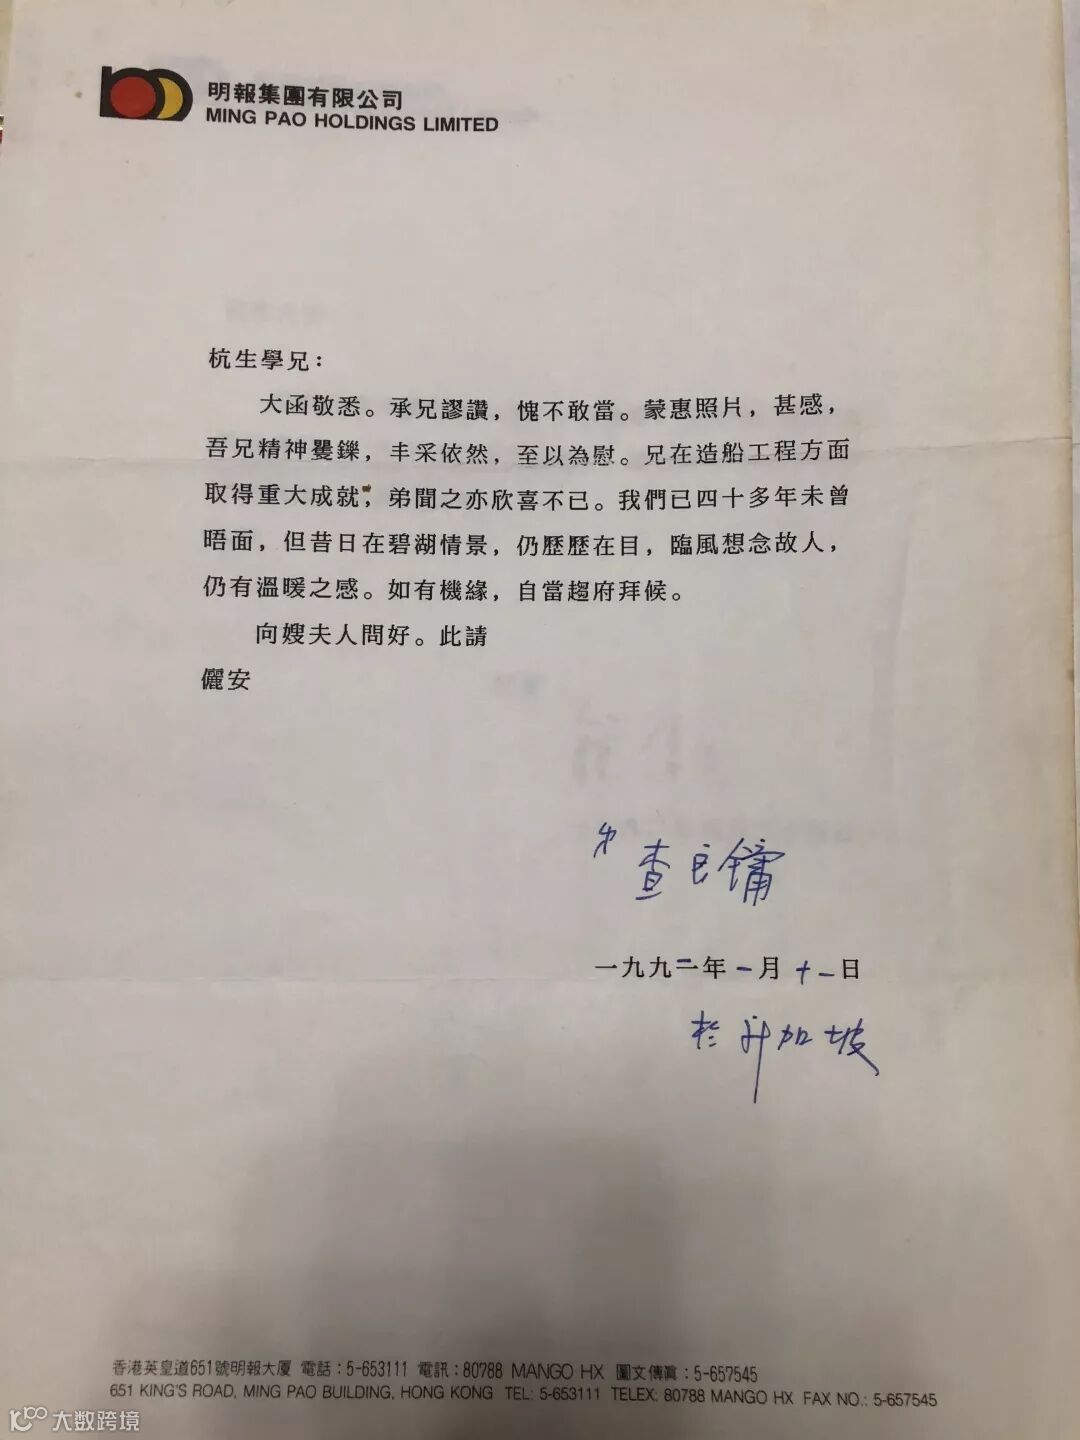 明報集團有限公司
MING PAO HOLDINGS LIMITED
杭生學兄：
大函敬悉。承兄謬讚，愧不敢當。蒙惠照片，甚感，
吾兄精神矍鑠，丰采依然，至以為慰。兄在造船工程方面
取得重大成就，弟聞之亦欣喜不已。我們已四十多年未曾
晤面，但昔日在碧湖情景，仍歷歷在目，臨風想念故人，
仍有溫暖之感。如有機緣，自當趨府拜候。
向嫂夫人問好。此請
儷安
弟
查良鏞
一九九二年一月十一日
於升加坡
香港英皇道651號明報大厦 電話：5-653111 電訊：80788 MANGO HX 圖文傳眞：5-657545
651 KING'S ROAD, MING PAO BUILDING, HONG KONG TEL: 5-653111 TELEX: 80788 MANGO HX FAX NO.: 5-657545
大数跨境